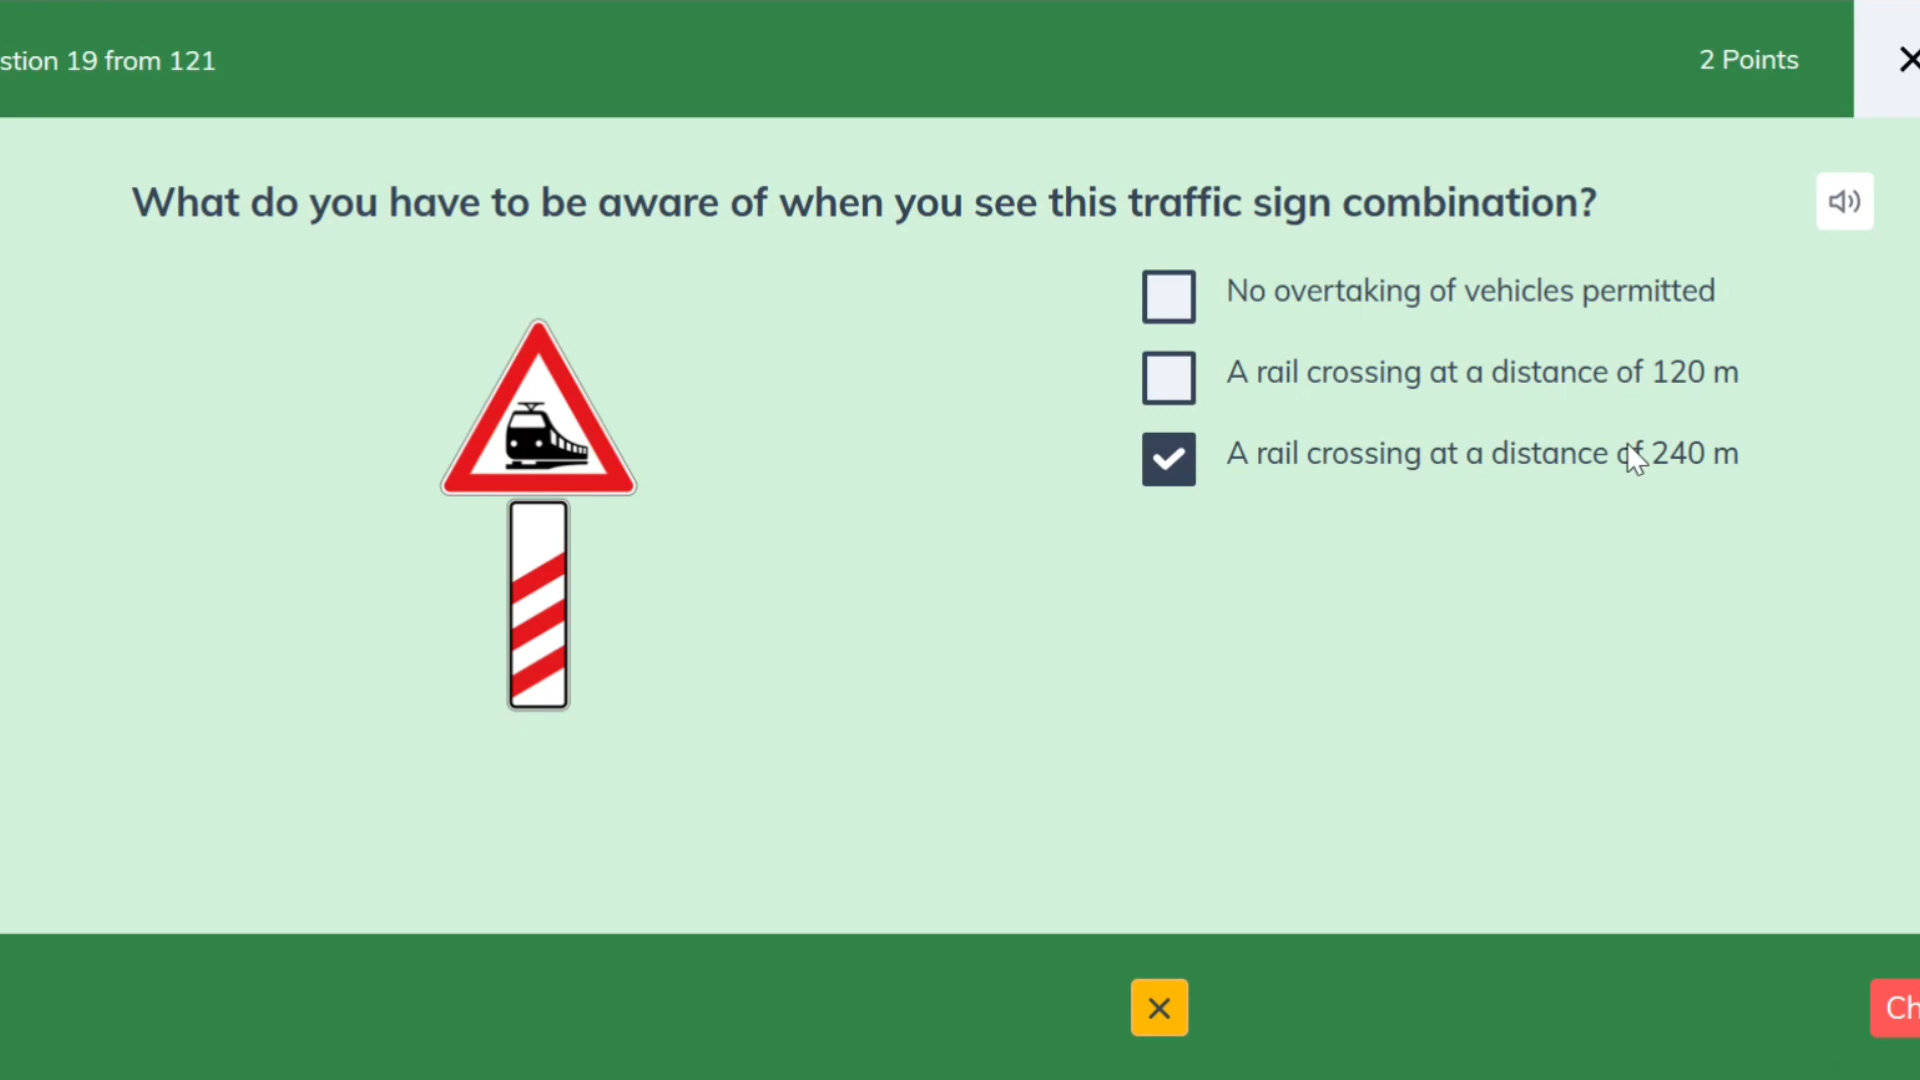 stion 19 from 121
2 Points
What do you have to be aware of when you see this traffic sign combination?
No overtaking of vehicles permitted
A rail crossing at a distance of 120 m
A rail crossing at a distance of 240 m
Ch